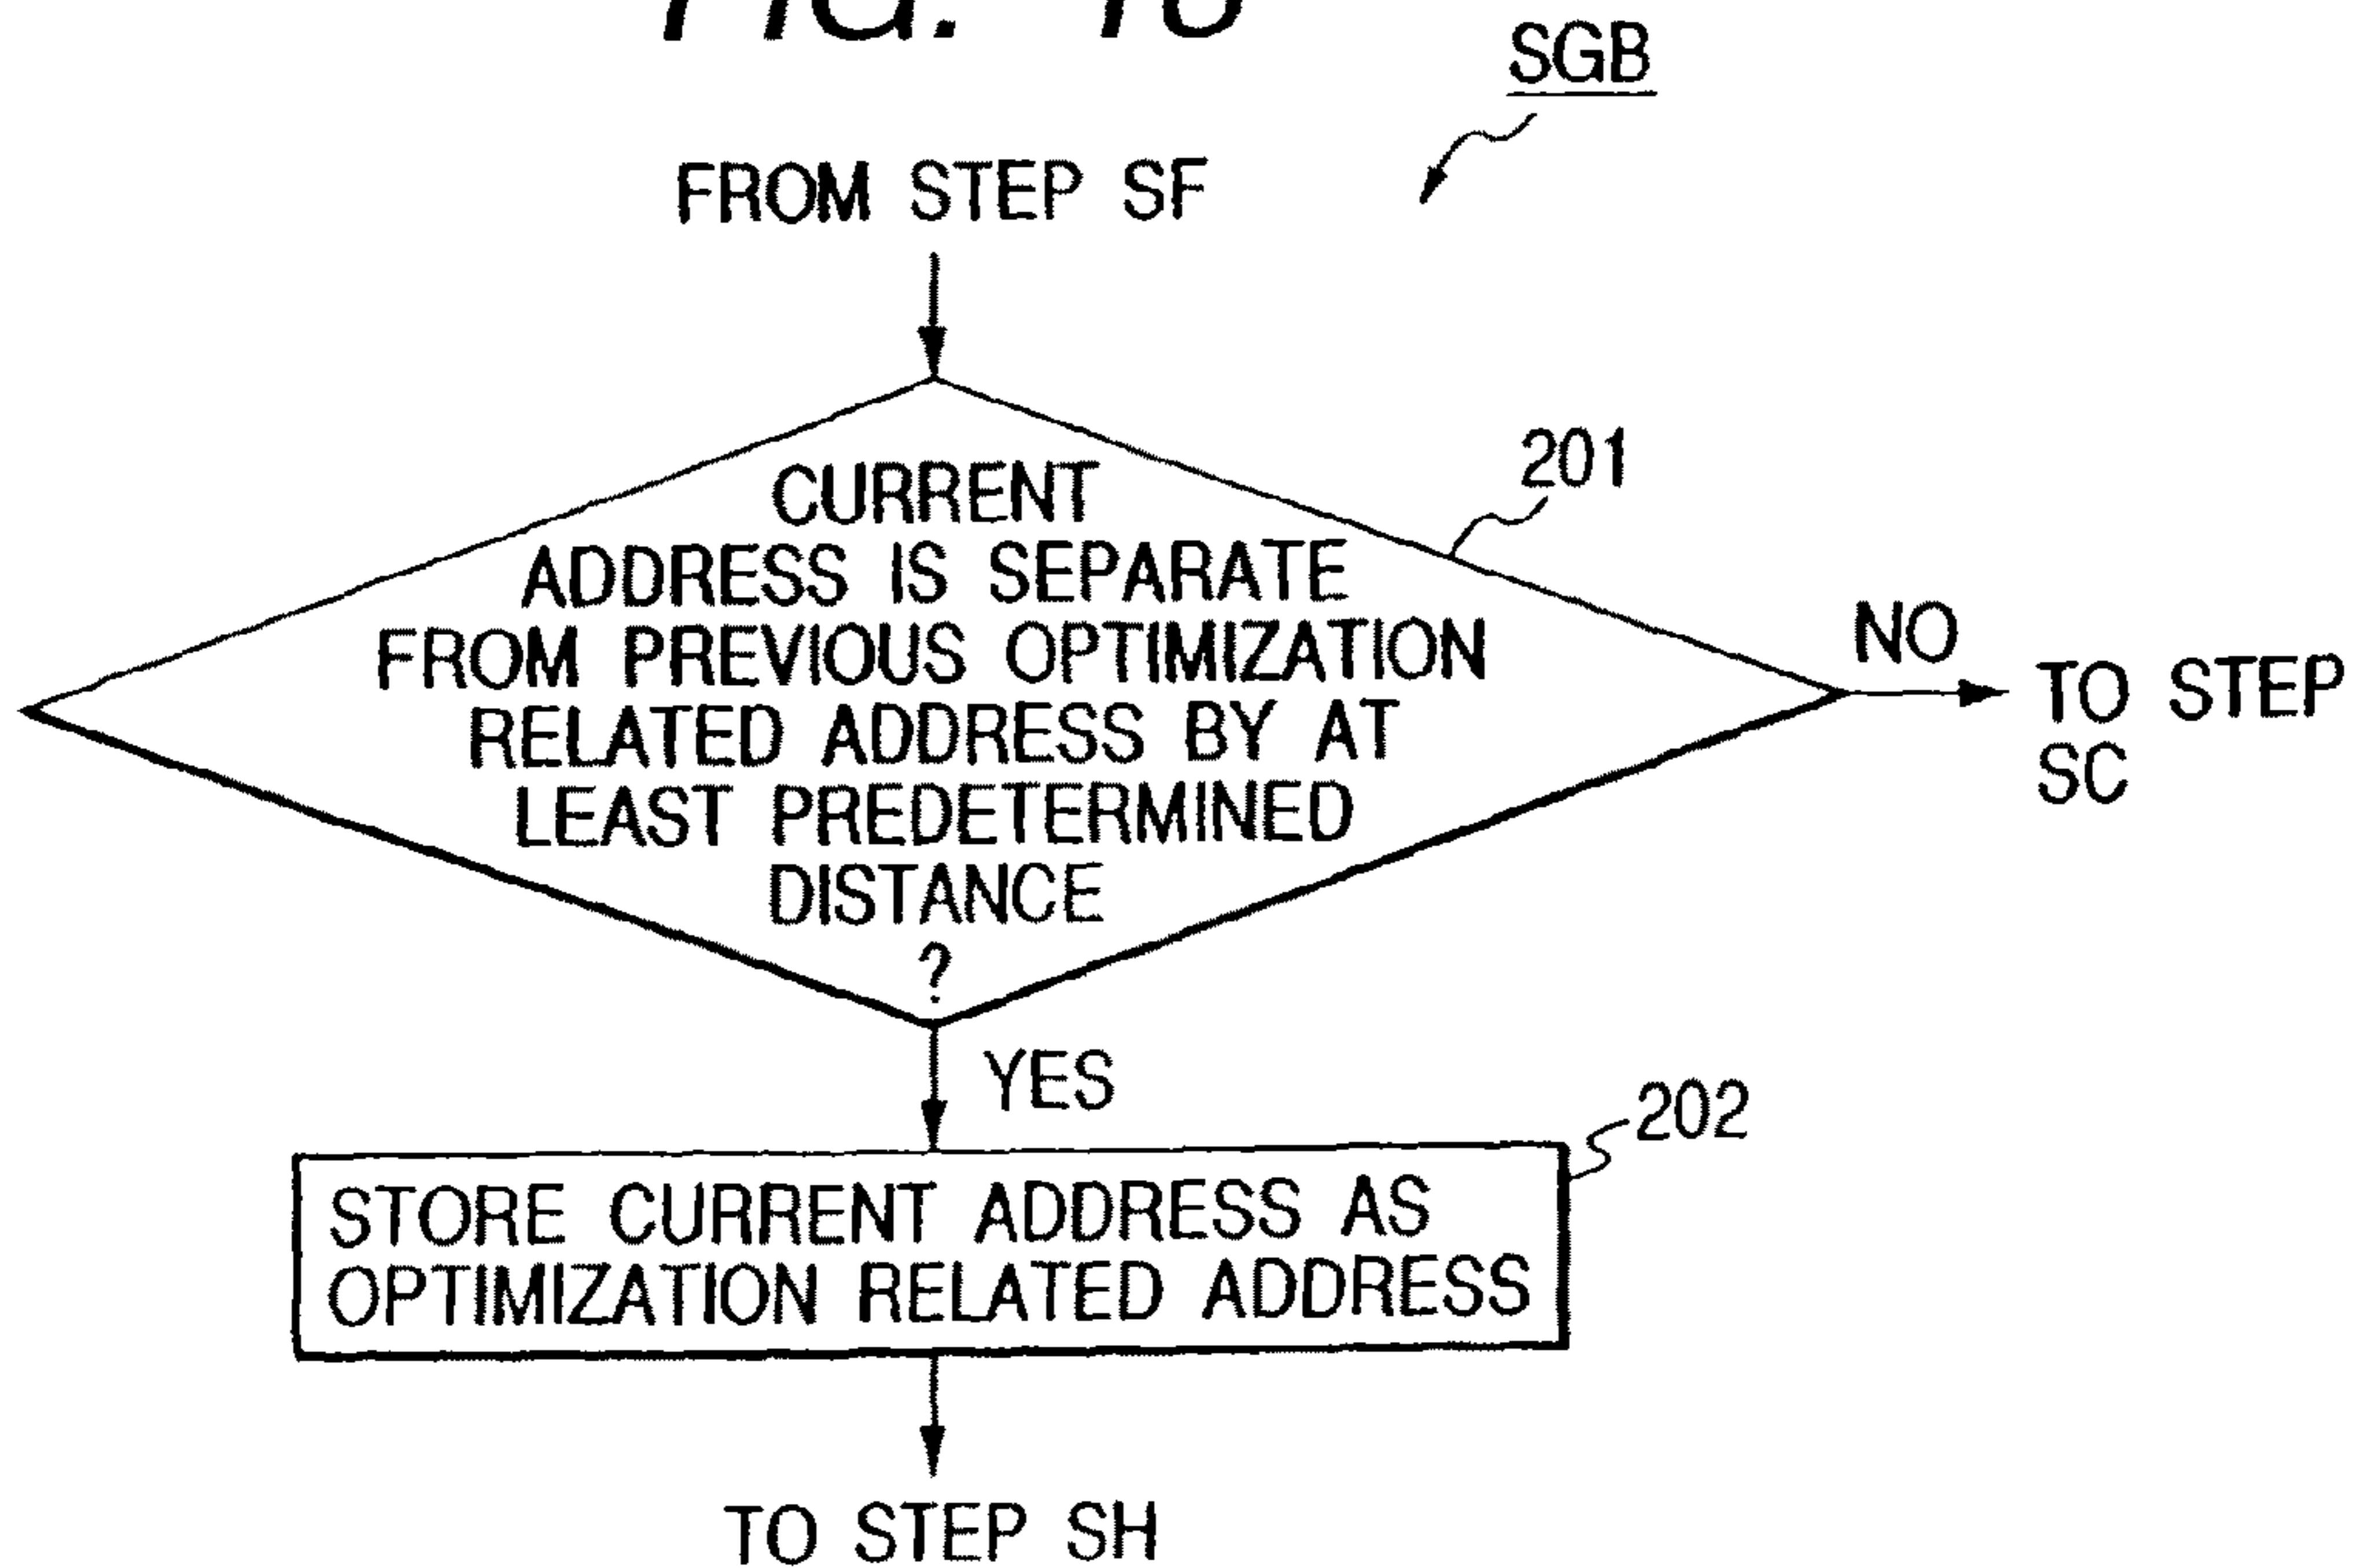 SGB
FROM STEP SF
201
CURRENT
ADDRESS IS SEPARATE
FROM PREVIOUS OPTIMIZATION
RELATED ADDRESS BY AT
LEAST PREDETERMINED
DISTANCE
?
NO
TO STEP
SC
YES
202
STORE CURRENT ADDRESS AS
OPTIMIZATION RELATED ADDRESS
TO STEP SH